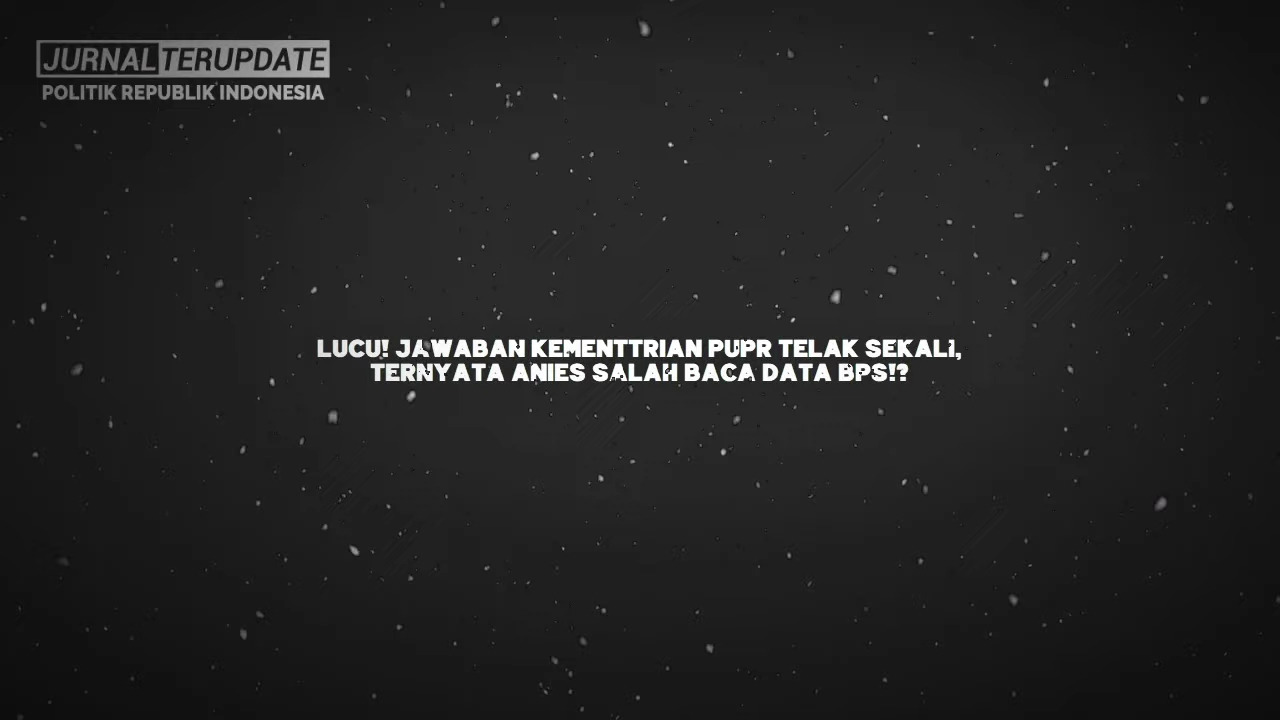 JURNALTERUPDATE
POLITIK REPUBLIK INDONESIA
LUCU! JAWABAN KEMENTTRIAN PUPR TELAK SEKALI,
TERNYATA ANIES SALAH BACA DATA BPS!?